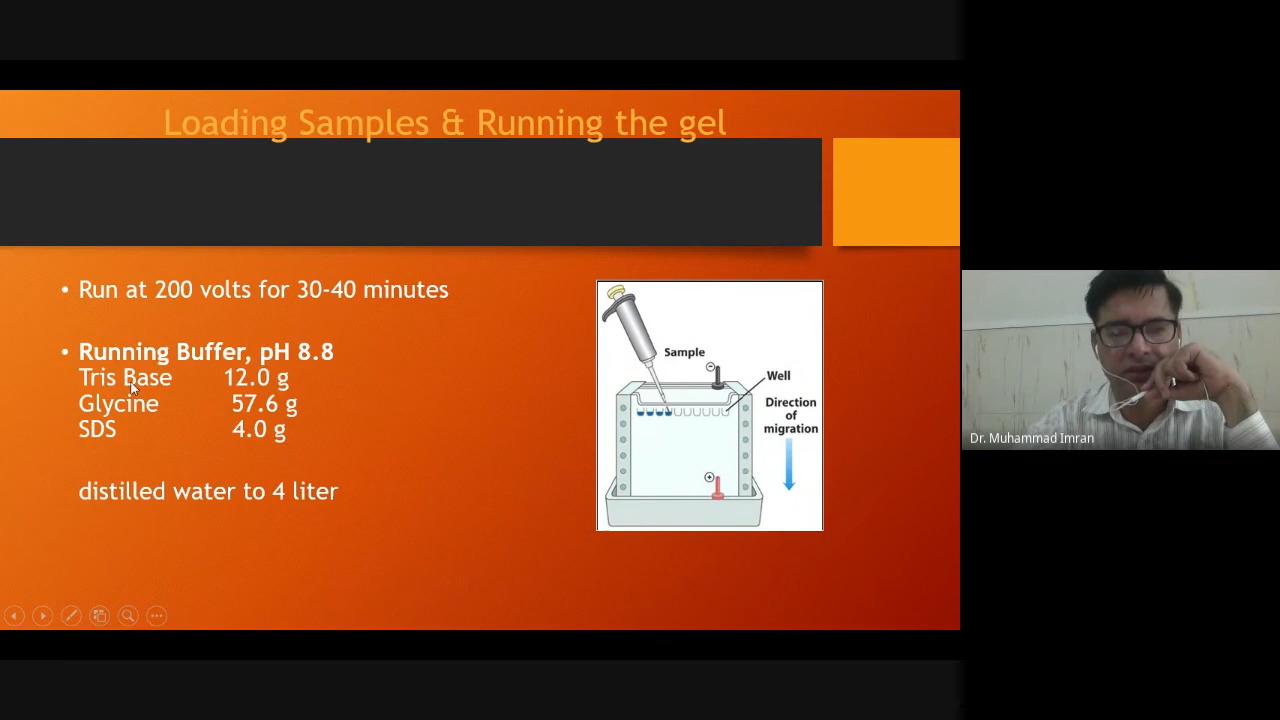 Loading Samples & Running the gel
• Run at 200 volts for 30-40 minutes
• Running Buffer, pH 8.8
Tris Base 12.0 g
Glycine 57.6 g
SDS 4.0 g
distilled water to 4 liter
Sample
Well
Direction
of
migration
Dr. Muhammad Imran